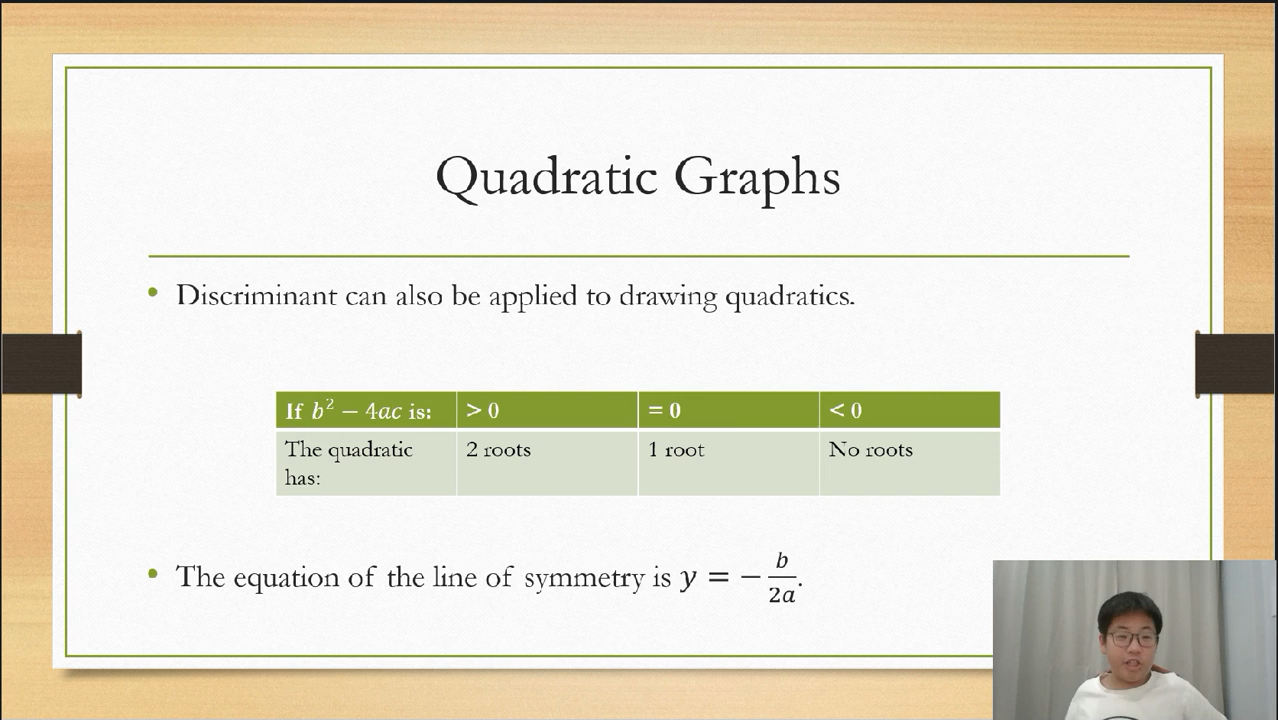 Quadratic Graphs
• Discriminant can also be applied to drawing quadratics.
If b² − 4ac is: > 0 = 0 < 0
The quadratic has: 2 roots 1 root No roots
• The equation of the line of symmetry is y = − b/2a.